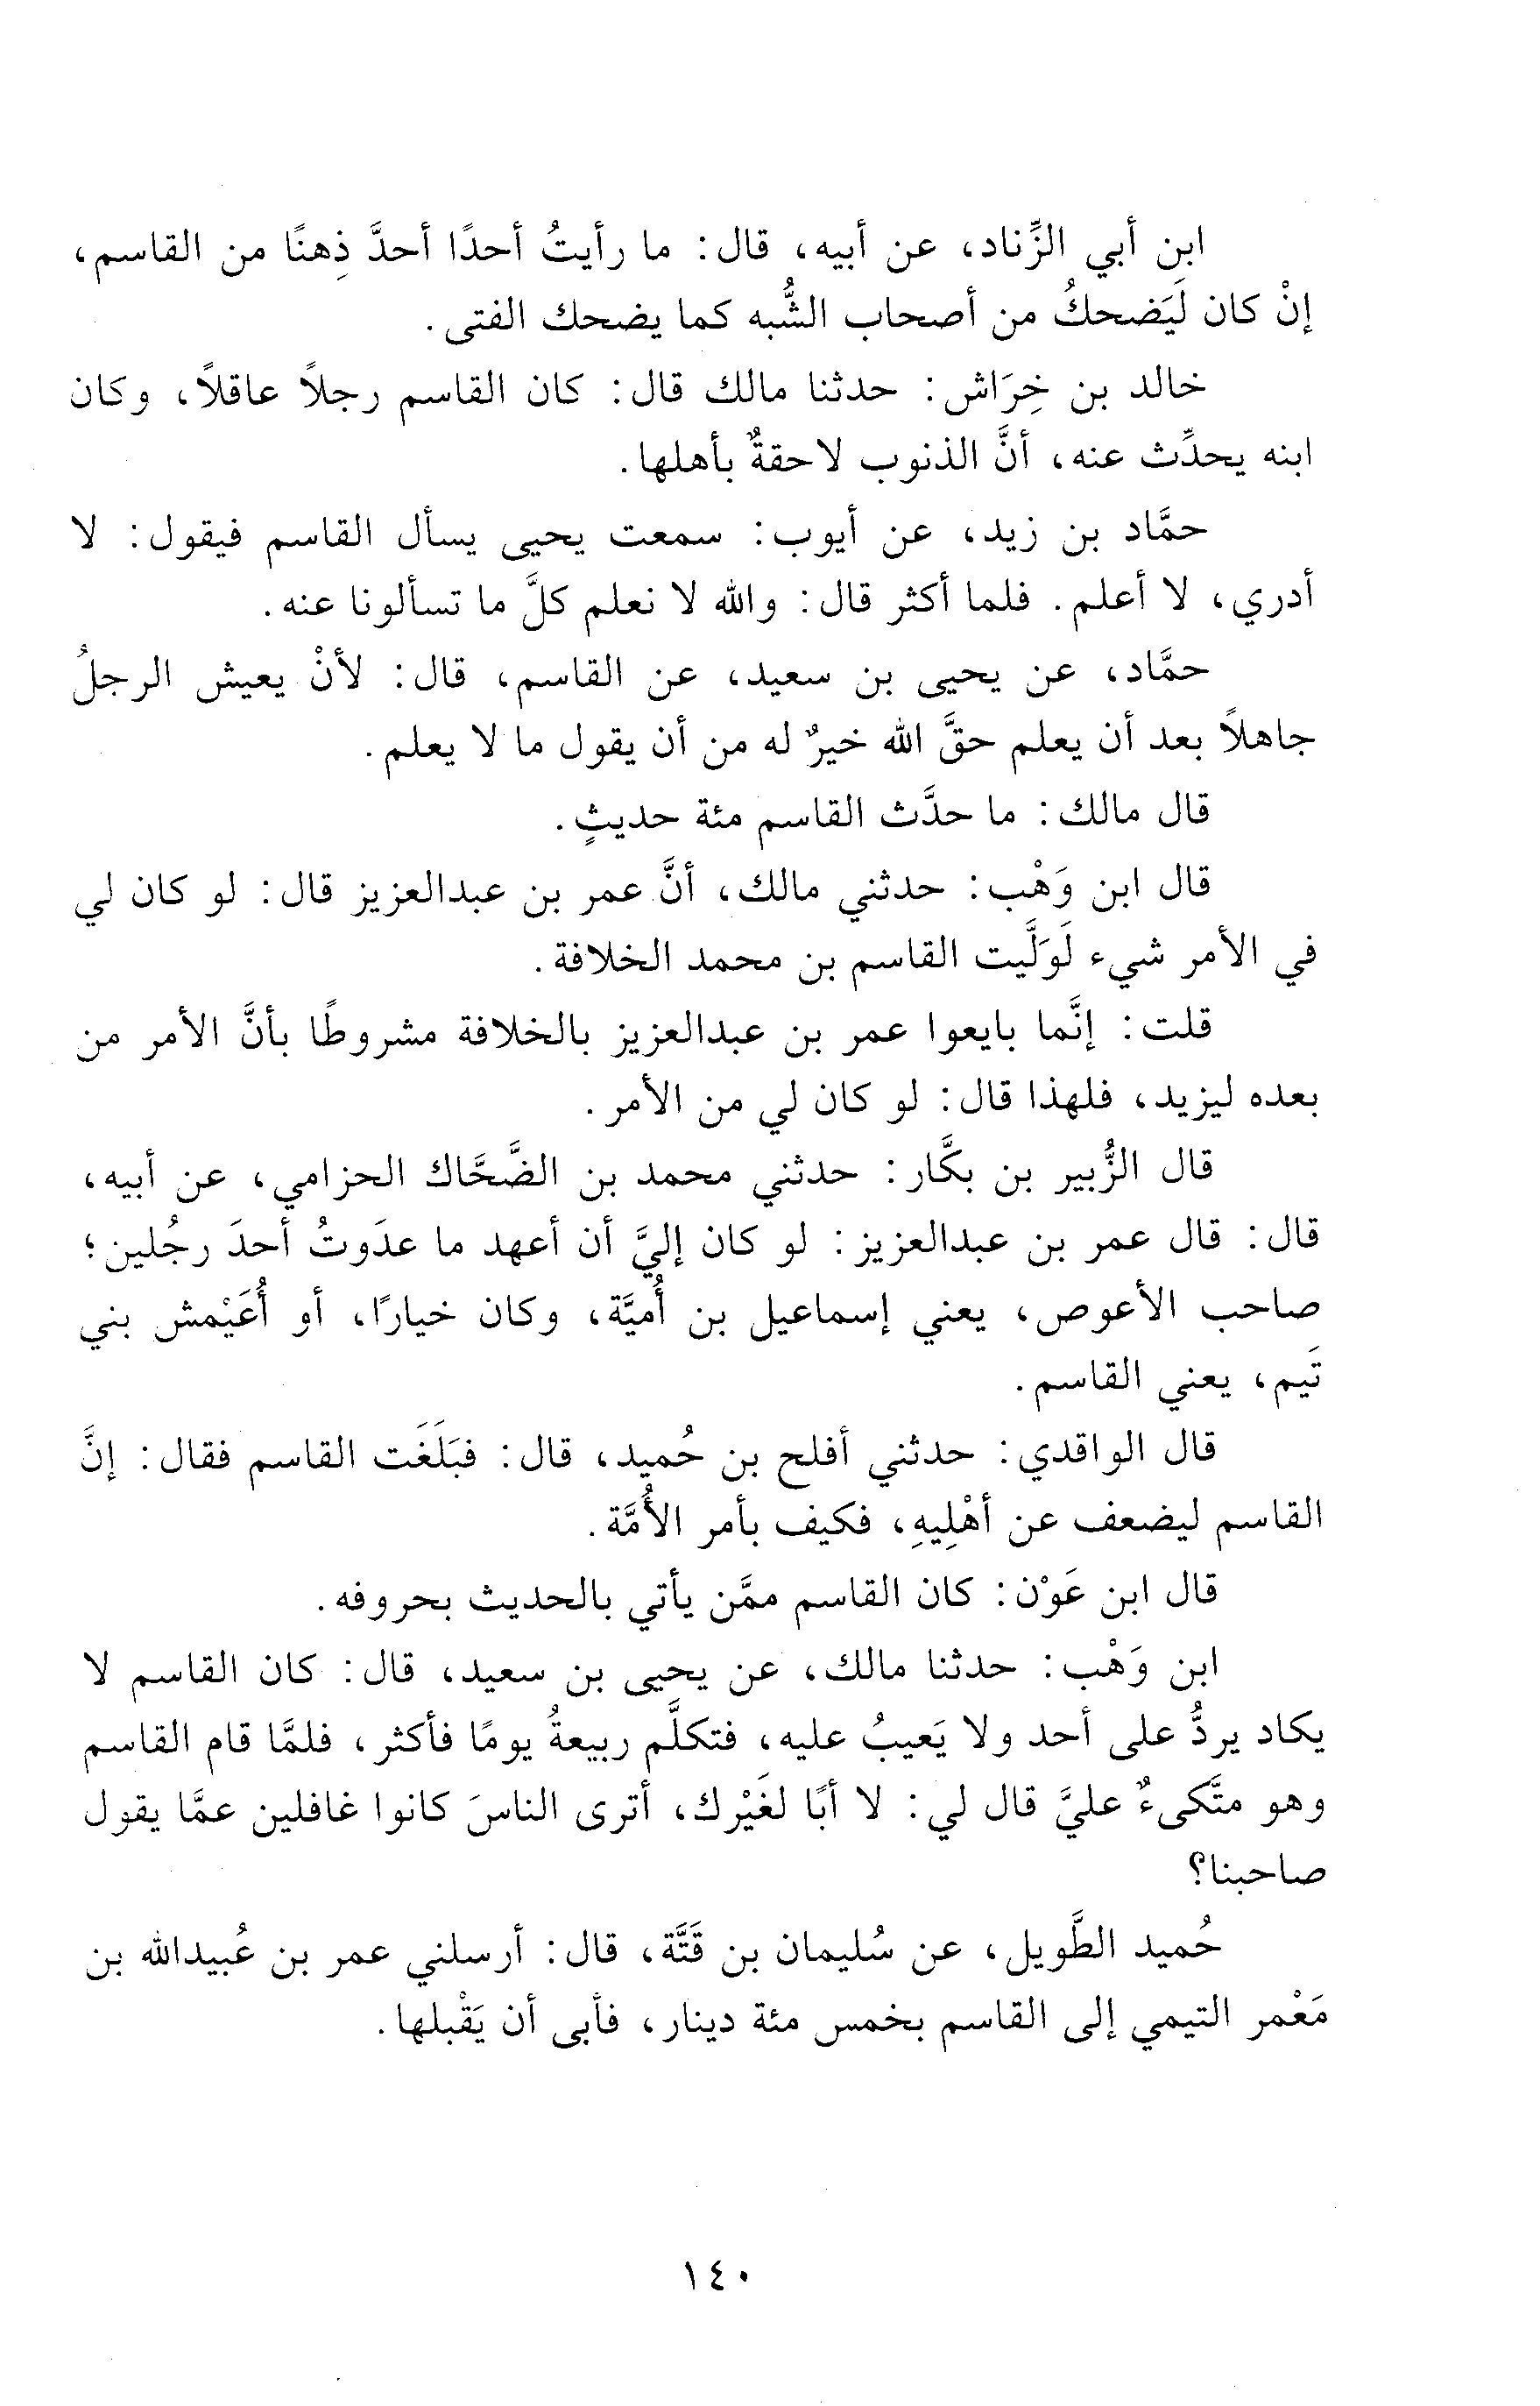 ابن أبي الزِّناد، عن أبيه، قال: ما رأيتُ أحدًا أحدَّ ذِهنًا من القاسم،
إنْ كان لَيَضحكُ من أصحاب الشُّبه كما يضحك الفتى.
خالد بن خِرَاش: حدثنا مالك قال: كان القاسم رجلاً عاقلاً، وكان
ابنه يحدِّث عنه، أنَّ الذنوب لاحقةٌ بأهلها.
حمَّاد بن زيد، عن أيوب: سمعت يحيى يسأل القاسم فيقول: لا
أدري، لا أعلم. فلما أكثر قال: والله لا نعلم كلَّ ما تسألونا عنه.
حمَّاد، عن يحيى بن سعيد، عن القاسم، قال: لأنْ يعيش الرجلُ
جاهلاً بعد أن يعلم حقَّ الله خيرٌ له من أن يقول ما لا يعلم.
قال مالك: ما حدَّث القاسم مئة حديثٍ.
قال ابن وَهْب: حدثني مالك، أنَّ عمر بن عبدالعزيز قال: لو كان لي
في الأمر شيء لَوَلَّيت القاسم بن محمد الخلافة.
قلت: إنَّما بايعوا عمر بن عبدالعزيز بالخلافة مشروطًا بأنَّ الأمر من
بعده ليزيد، فلهذا قال: لو كان لي من الأمر.
قال الزُّبير بن بكَّار: حدثني محمد بن الضَّحَّاك الحزامي، عن أبيه،
قال: قال عمر بن عبدالعزيز: لو كان إليَّ أن أعهد ما عدَوتُ أحدَ رجُلين؛
صاحب الأعوص، يعني إسماعيل بن أُميَّة، وكان خيارًا، أو أُعَيْمش بني
تَيم، يعني القاسم.
قال الواقدي: حدثني أفلح بن حُميد، قال: فبَلَغَت القاسم فقال: إنَّ
القاسم ليضعف عن أهْلِيهِ، فكيف بأمر الأُمَّة.
قال ابن عَوْن: كان القاسم ممَّن يأتي بالحديث بحروفه.
ابن وَهْب: حدثنا مالك، عن يحيى بن سعيد، قال: كان القاسم لا
يكاد يردُّ على أحد ولا يَعيبُ عليه، فتكلَّم ربيعةُ يومًا فأكثر، فلمَّا قام القاسم
وهو متَّكىءٌ عليَّ قال لي: لا أبًا لغَيْرك، أترى الناسَ كانوا غافلين عمَّا يقول
صاحبنا؟
حُميد الطَّويل، عن سُليمان بن قَتَّة، قال: أرسلني عمر بن عُبيدالله بن
مَعْمر التيمي إلى القاسم بخمس مئة دينار، فأبى أن يَقْبلها.
١٤٠